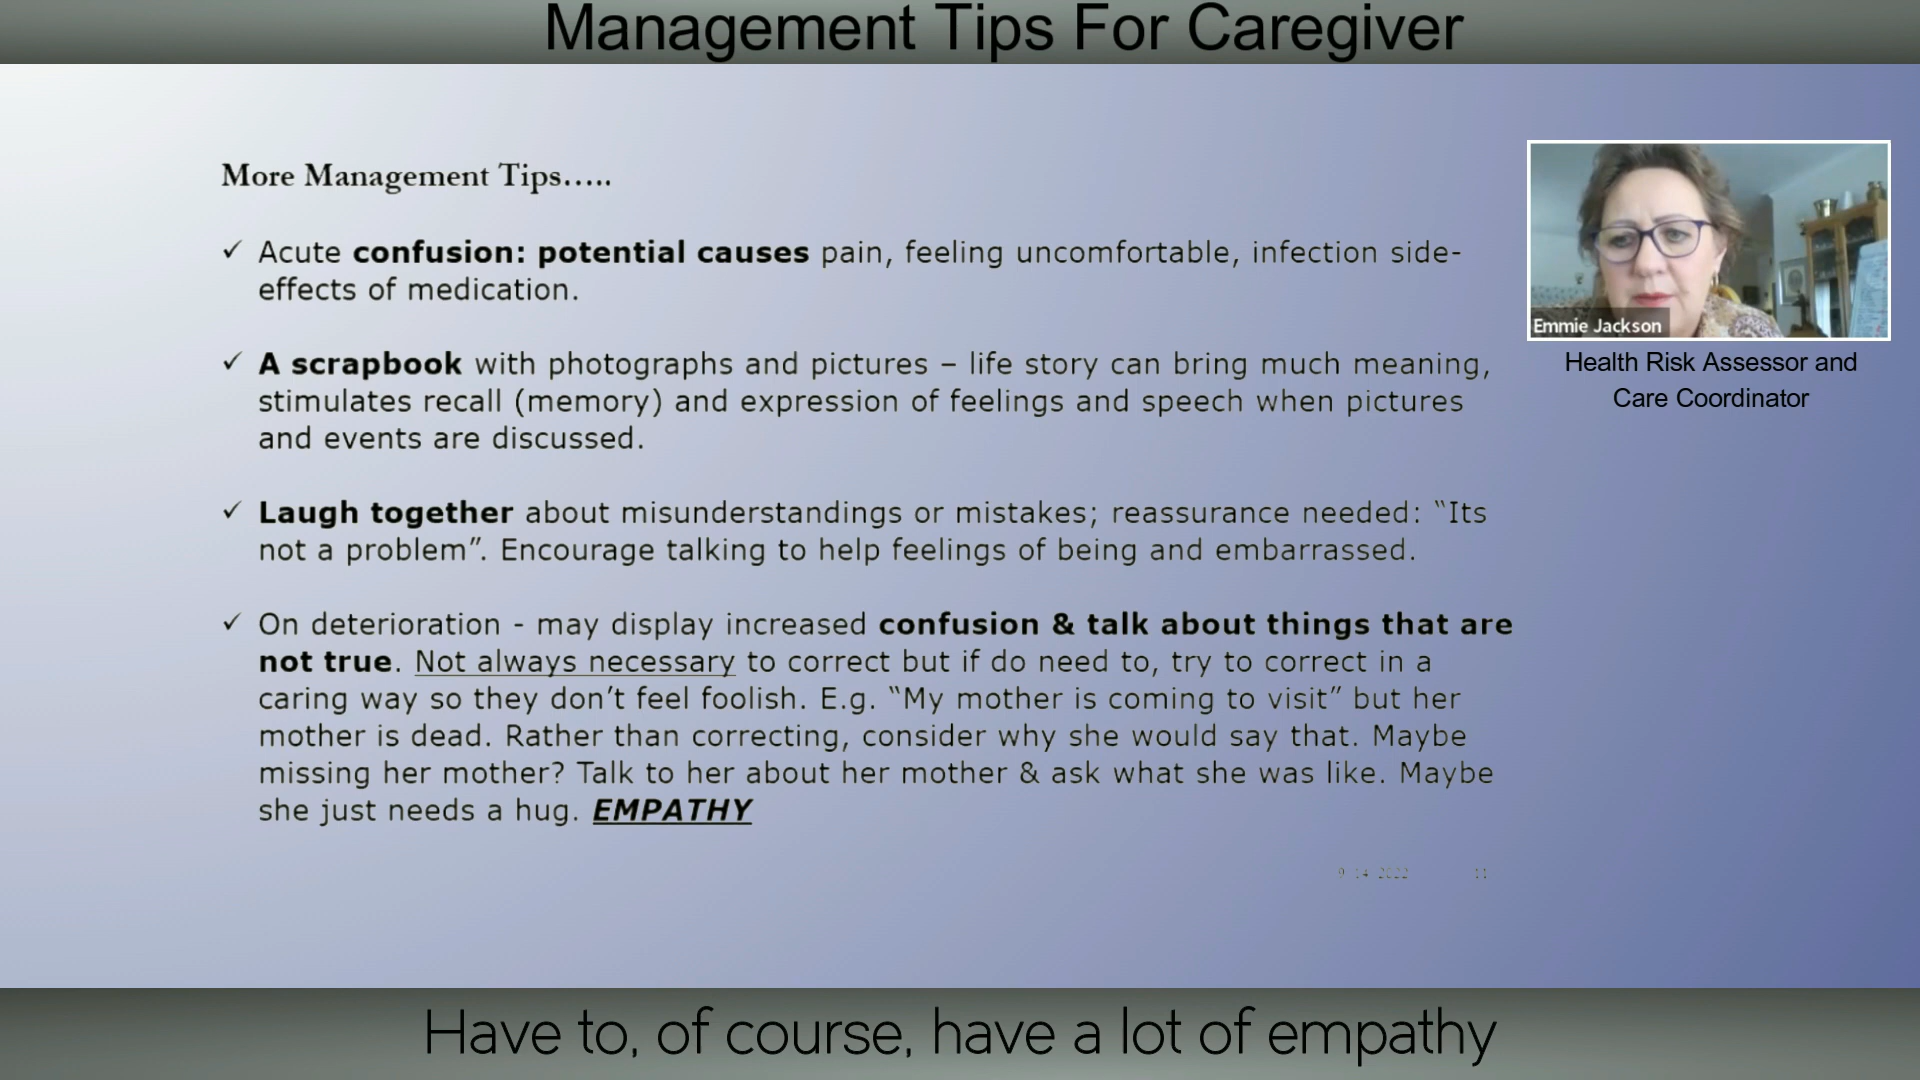 Management Tips For Caregiver
More Management Tips.....
✓ Acute confusion: potential causes pain, feeling uncomfortable, infection side-
effects of medication.
✓ A scrapbook with photographs and pictures – life story can bring much meaning,
stimulates recall (memory) and expression of feelings and speech when pictures
and events are discussed.
✓ Laugh together about misunderstandings or mistakes; reassurance needed: “Its
not a problem”. Encourage talking to help feelings of being and embarrassed.
✓ On deterioration - may display increased confusion & talk about things that are
not true. Not always necessary to correct but if do need to, try to correct in a
caring way so they don’t feel foolish. E.g. “My mother is coming to visit” but her
mother is dead. Rather than correcting, consider why she would say that. Maybe
missing her mother? Talk to her about her mother & ask what she was like. Maybe
she just needs a hug. EMPATHY
Emmie Jackson
Health Risk Assessor and
Care Coordinator
9 14 2022 11
Have to, of course, have a lot of empathy